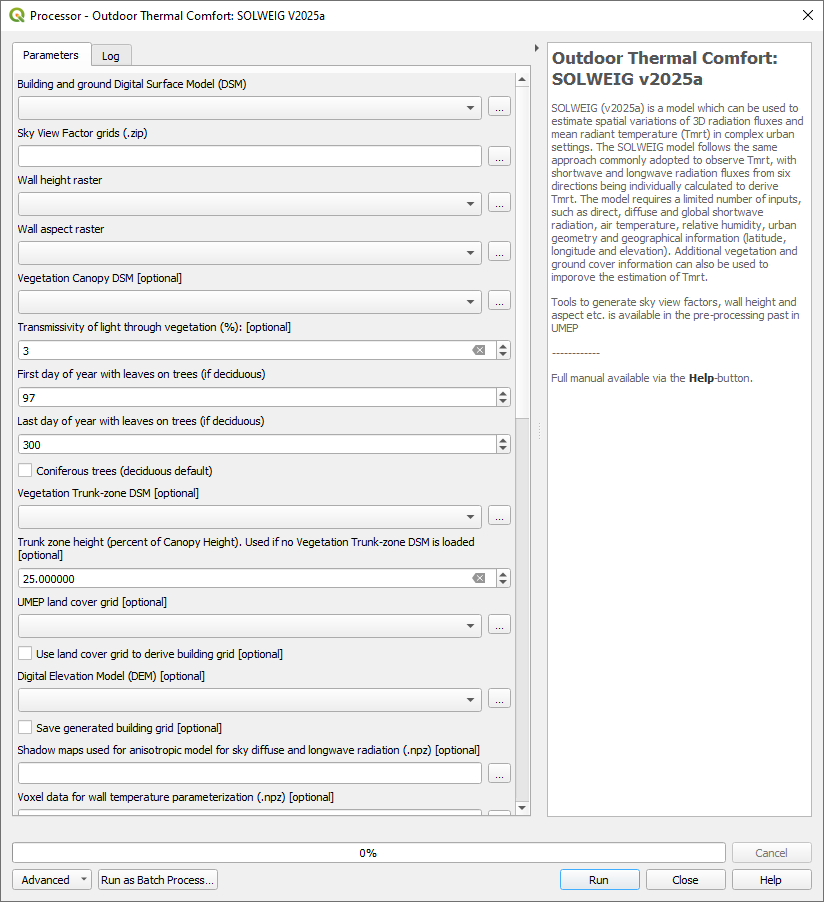 Processor - Outdoor Thermal Comfort: SOLWEIG V2025a
Parameters
Log
Building and ground Digital Surface Model (DSM)
...
Sky View Factor grids (.zip)
...
Wall height raster
...
Wall aspect raster
...
Vegetation Canopy DSM [optional]
...
Transmissivity of light through vegetation (%): [optional]
3
First day of year with leaves on trees (if deciduous)
97
Last day of year with leaves on trees (if deciduous)
300
Coniferous trees (deciduous default)
Vegetation Trunk-zone DSM [optional]
...
Trunk zone height (percent of Canopy Height). Used if no Vegetation Trunk-zone DSM is loaded
[optional]
25.000000
UMEP land cover grid [optional]
...
Use land cover grid to derive building grid [optional]
Digital Elevation Model (DEM) [optional]
...
Save generated building grid [optional]
Shadow maps used for anisotropic model for sky diffuse and longwave radiation (.npz) [optional]
...
Voxel data for wall temperature parameterization (.npz) [optional]
Outdoor Thermal Comfort:
SOLWEIG v2025a
SOLWEIG (v2025a) is a model which can be used to
estimate spatial variations of 3D radiation fluxes and
mean radiant temperature (Tmrt) in complex urban
settings. The SOLWEIG model follows the same
approach commonly adopted to observe Tmrt, with
shortwave and longwave radiation fluxes from six
directions being individually calculated to derive
Tmrt. The model requires a limited number of inputs,
such as direct, diffuse and global shortwave
radiation, air temperature, relative humidity, urban
geometry and geographical information (latitude,
longitude and elevation). Additional vegetation and
ground cover information can also be used to
imporove the estimation of Tmrt.
Tools to generate sky view factors, wall height and
aspect etc. is available in the pre-processing past in
UMEP
------------
Full manual available via the Help-button.
0%
Cancel
Advanced
Run as Batch Process...
Run
Close
Help